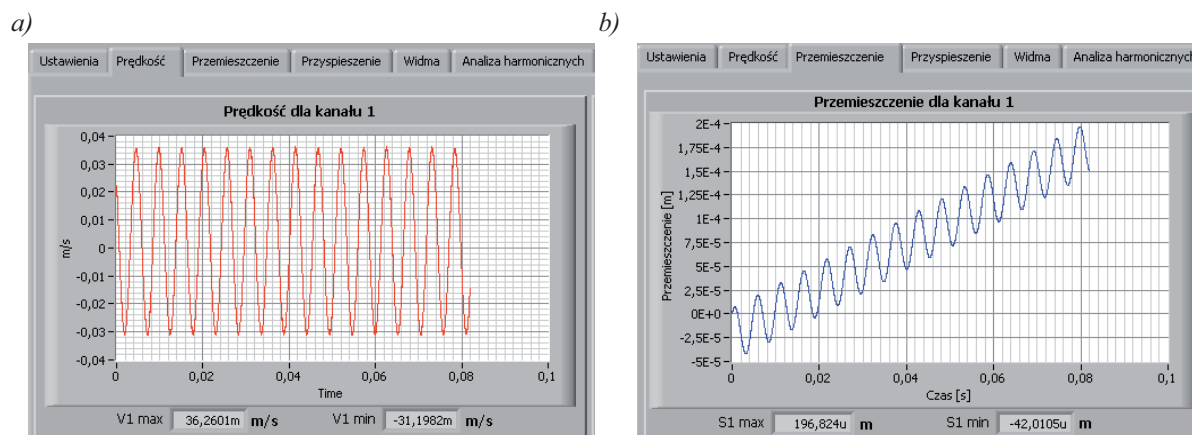 a)
Ustawienia Prędkość Przemieszczenie Przyspieszenie Widma Analiza harmonicznych
Prędkość dla kanału 1
0,04
0,03
0,02
0,01
0
-0,01
-0,02
-0,03
-0,04
m/s
0 0,02 0,04 0,06 0,08 0,1
Time
V1 max 36,2601m m/s V1 min -31,1982m m/s
b)
Ustawienia Prędkość Przemieszczenie Przyspieszenie Widma Analiza harmonicznych
Przemieszczenie dla kanału 1
2E-4
1,75E-4
1,5E-4
1,25E-4
1E-4
7,5E-5
5E-5
2,5E-5
0E+0
-2,5E-5
-5E-5
Przemieszczenie [m]
0 0,02 0,04 0,06 0,08 0,1
Czas [s]
S1 max 196,824u m S1 min -42,0105u m